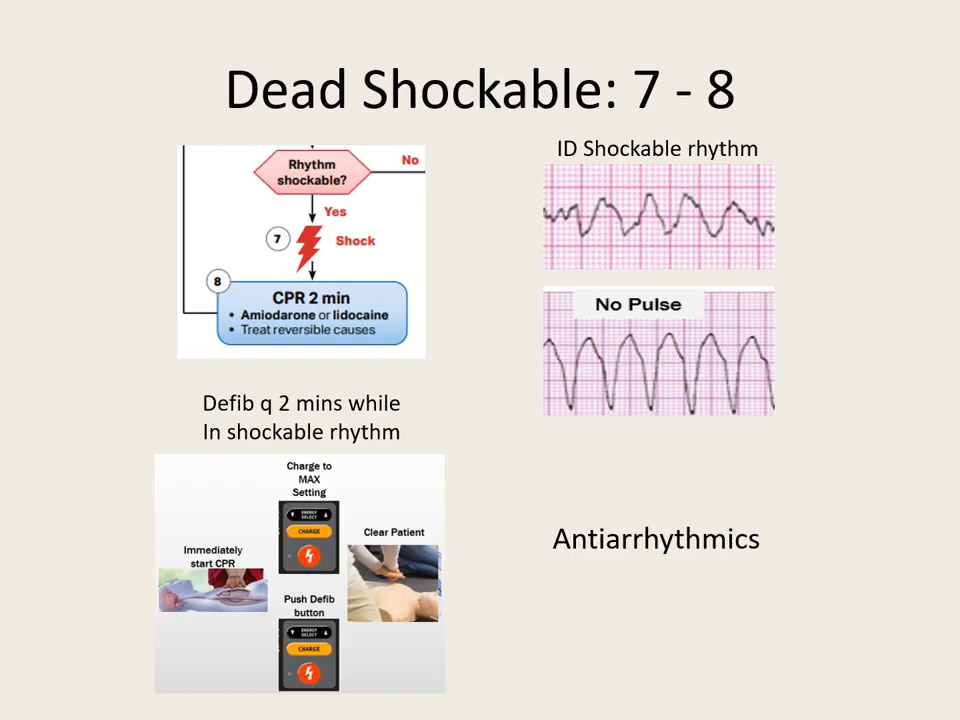 Dead Shockable: 7 - 8
Rhythm
shockable?
No
Yes
7
Shock
8
CPR 2 min
• Amiodarone or lidocaine
• Treat reversible causes
ID Shockable rhythm
No Pulse
Defib q 2 mins while
In shockable rhythm
Charge to
MAX
Setting
ENERGY
SELECT
CHARGE
Clear Patient
Immediately
start CPR
Push Defib
button
ENERGY
SELECT
CHARGE
Antiarrhythmics